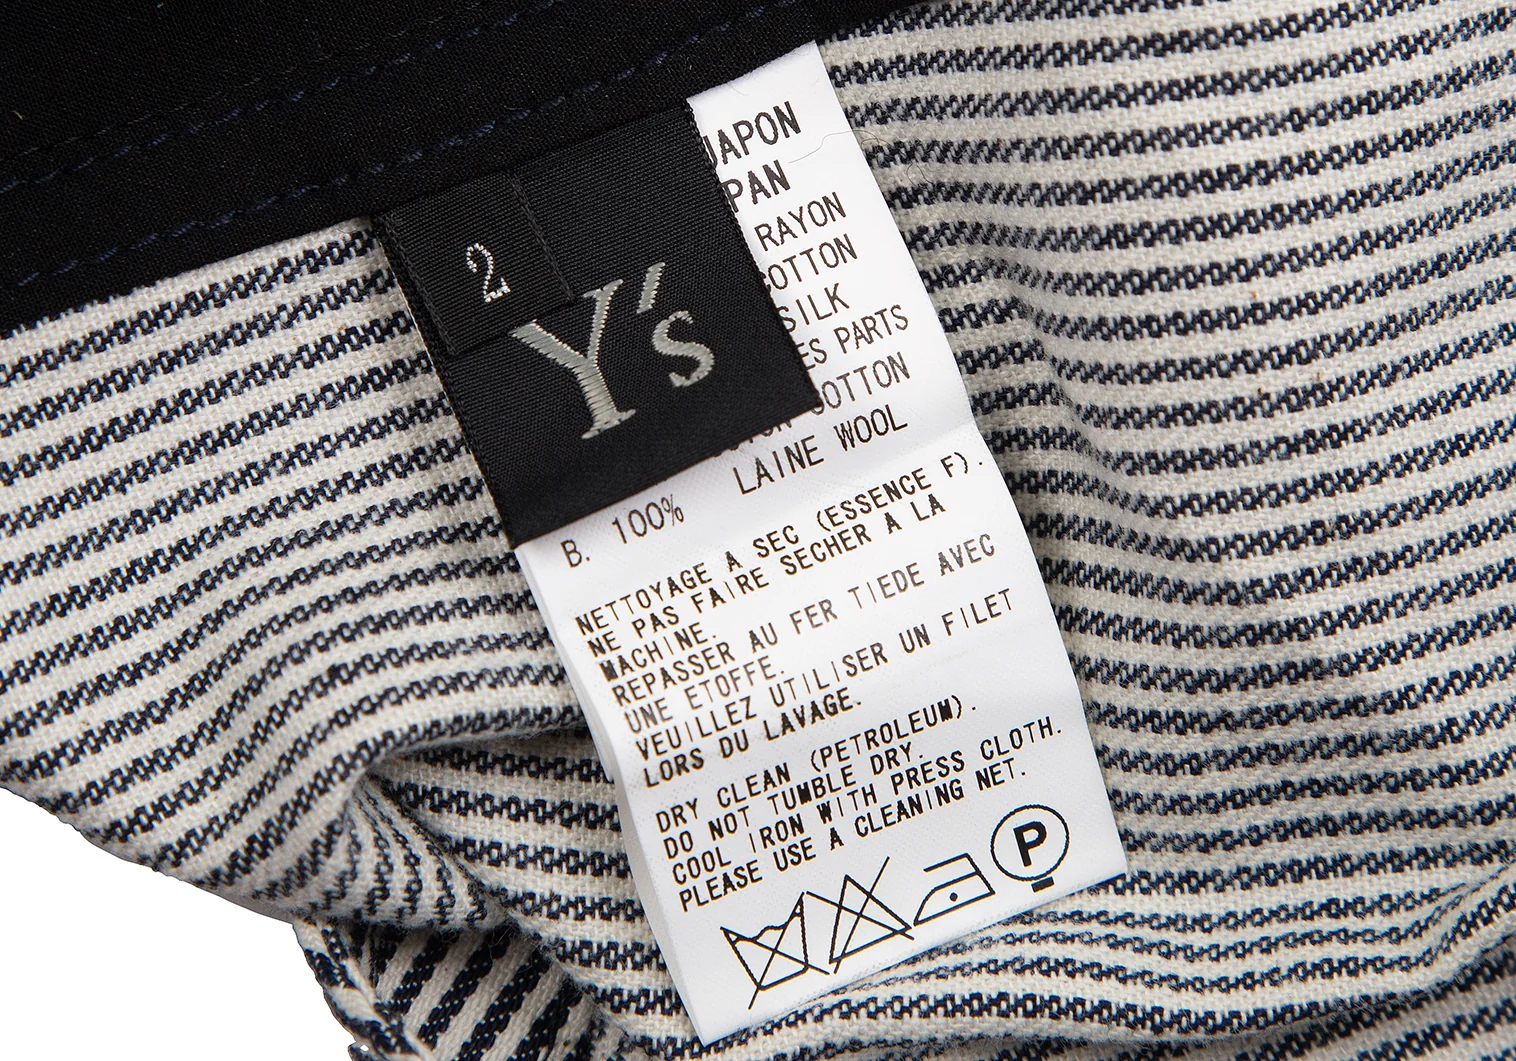 2
Y's
JAPON
PAN
RAYON
COTTON
SILK
ES PARTS
COTTON
LAINE WOOL
B. 100%
NETTOYAGE A SEC (ESSENCE F).
NE PAS FAIRE SECHER A LA
MACHINE.
REPASSER AU FER TIEDE AVEC
UNE ETOFFE.
VEUILLEZ UTILISER UN FILET
LORS DU LAVAGE.
DRY CLEAN (PETROLEUM).
DO NOT TUMBLE DRY.
COOL IRON WITH PRESS CLOTH.
PLEASE USE A CLEANING NET.
P